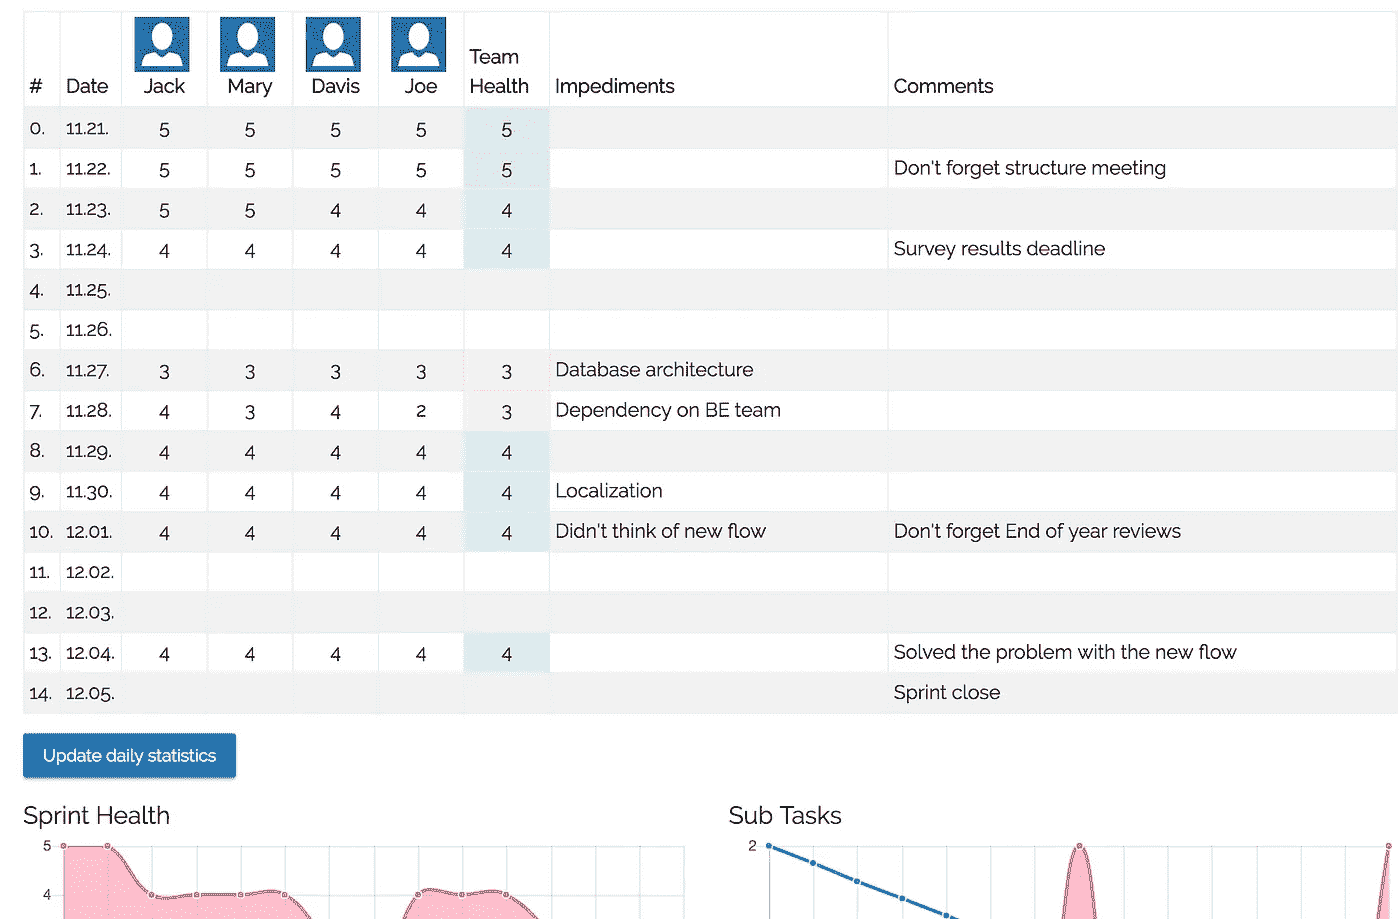 # Date Jack Mary Davis Joe Team Health Impediments Comments
0. 11.21. 5 5 5 5 5
1. 11.22. 5 5 5 5 5 Don't forget structure meeting
2. 11.23. 5 5 4 4 4
3. 11.24. 4 4 4 4 4 Survey results deadline
4. 11.25.
5. 11.26.
6. 11.27. 3 3 3 3 3 Database architecture
7. 11.28. 4 3 4 2 3 Dependency on BE team
8. 11.29. 4 4 4 4 4
9. 11.30. 4 4 4 4 4 Localization
10. 12.01. 4 4 4 4 4 Didn't think of new flow Don't forget End of year reviews
11. 12.02.
12. 12.03.
13. 12.04. 4 4 4 4 4 Solved the problem with the new flow
14. 12.05. Sprint close
Update daily statistics
Sprint Health Sub Tasks
5 2
4